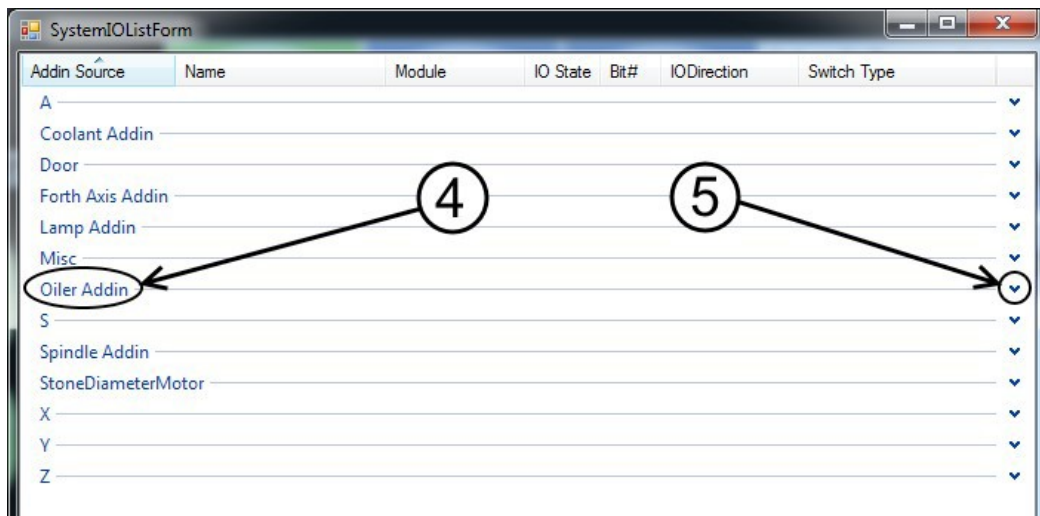 SystemIOListForm
Addin Source Name Module IO State Bit# IODirection Switch Type
A
Coolant Addin
Door
Forth Axis Addin
4 5
Lamp Addin
Misc
Oiler Addin
S
Spindle Addin
StoneDiameterMotor
X
Y
Z